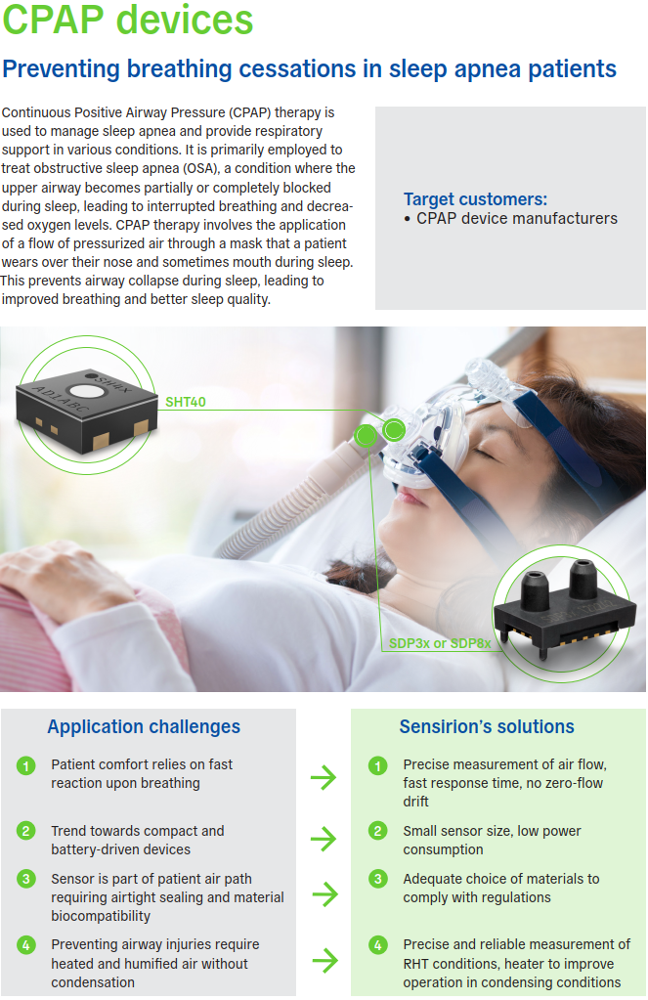 CPAP devices
Preventing breathing cessations in sleep apnea patients
Continuous Positive Airway Pressure (CPAP) therapy is
used to manage sleep apnea and provide respiratory
support in various conditions. It is primarily employed to
treat obstructive sleep apnea (OSA), a condition where the
upper airway becomes partially or completely blocked
during sleep, leading to interrupted breathing and decrea-
sed oxygen levels. CPAP therapy involves the application
of a flow of pressurized air through a mask that a patient
wears over their nose and sometimes mouth during sleep.
This prevents airway collapse during sleep, leading to
improved breathing and better sleep quality.
Target customers:
• CPAP device manufacturers
SHT40
SH4x
AD1ABC
SDP3x or SDP8x
Application challenges
1 Patient comfort relies on fast
reaction upon breathing
2 Trend towards compact and
battery-driven devices
3 Sensor is part of patient air path
requiring airtight sealing and material
biocompatibility
4 Preventing airway injuries require
heated and humified air without
condensation
Sensirion’s solutions
1 Precise measurement of air flow,
fast response time, no zero-flow
drift
2 Small sensor size, low power
consumption
3 Adequate choice of materials to
comply with regulations
4 Precise and reliable measurement of
RHT conditions, heater to improve
operation in condensing conditions